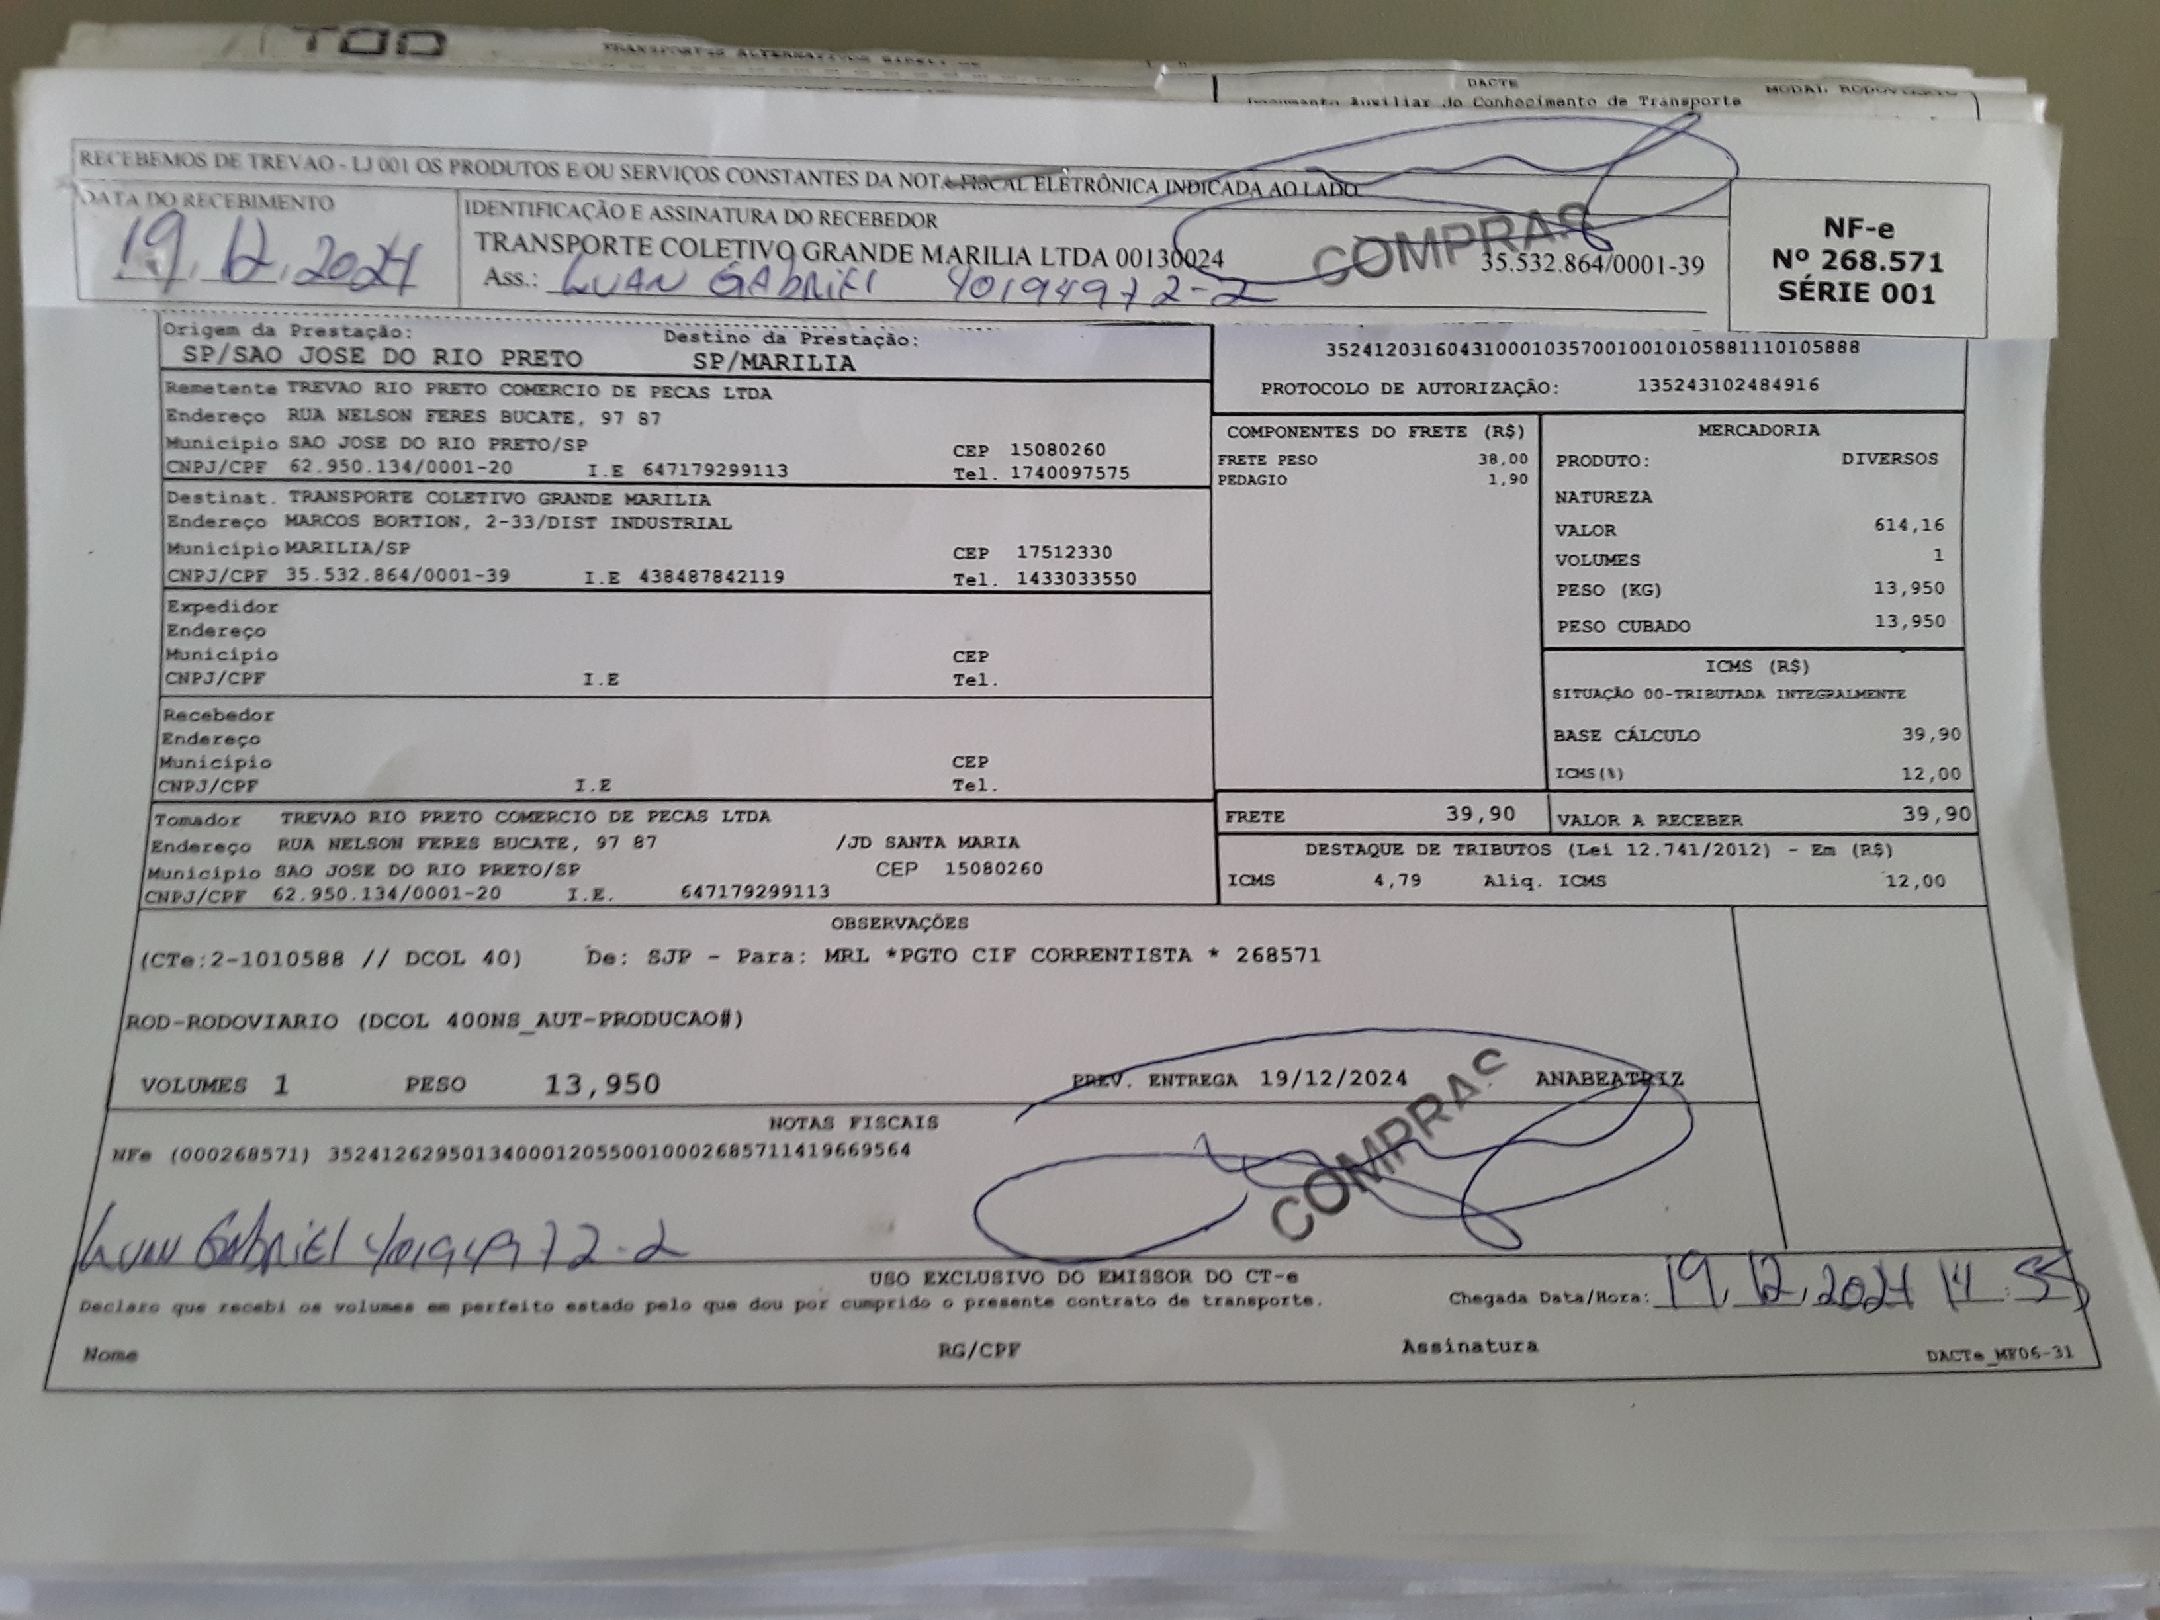 TRANSPORTES ALTERNATIVOS
DACTE
MODAL RODOVIARIO
Documento Auxiliar do Conhecimento de Transporte
RECEBEMOS DE TREVAO - LJ 001 OS PRODUTOS E/OU SERVIÇOS CONSTANTES DA NOTA FISCAL ELETRÔNICA INDICADA AO LADO
DATA DO RECEBIMENTO
19.12.2024
IDENTIFICAÇÃO E ASSINATURA DO RECEBEDOR
TRANSPORTE COLETIVO GRANDE MARILIA LTDA 00130024
COMPRAS
35.532.864/0001-39
Ass.: LUAN GABRIEL 40194972-2
NF-e
Nº 268.571
SÉRIE 001
Origem da Prestação: Destino da Prestação:
SP/SAO JOSE DO RIO PRETO SP/MARILIA
35241203160431000103570010010105881110105888
PROTOCOLO DE AUTORIZAÇÃO: 135243102484916
Remetente TREVAO RIO PRETO COMERCIO DE PECAS LTDA
Endereço RUA NELSON FERES BUCATE, 97 87
Município SAO JOSE DO RIO PRETO/SP CEP 15080260
CNPJ/CPF 62.950.134/0001-20 I.E 647179299113 Tel. 1740097575
Destinat. TRANSPORTE COLETIVO GRANDE MARILIA
Endereço MARCOS BORTION, 2-33/DIST INDUSTRIAL
Município MARILIA/SP CEP 17512330
CNPJ/CPF 35.532.864/0001-39 I.E 438487842119 Tel. 1433033550
Expedidor
Endereço
Município CEP
CNPJ/CPF I.E Tel.
Recebedor
Endereço
Município CEP
CNPJ/CPF I.E Tel.
Tomador TREVAO RIO PRETO COMERCIO DE PECAS LTDA
Endereço RUA NELSON FERES BUCATE, 97 87 /JD SANTA MARIA
Município SAO JOSE DO RIO PRETO/SP CEP 15080260
CNPJ/CPF 62.950.134/0001-20 I.E. 647179299113
COMPONENTES DO FRETE (R$)
FRETE PESO 38,00
PEDAGIO 1,90
MERCADORIA
PRODUTO: DIVERSOS
NATUREZA
VALOR 614,16
VOLUMES 1
PESO (KG) 13,950
PESO CUBADO 13,950
ICMS (R$)
SITUAÇÃO 00-TRIBUTADA INTEGRALMENTE
BASE CÁLCULO 39,90
ICMS(%) 12,00
FRETE 39,90 VALOR A RECEBER 39,90
DESTAQUE DE TRIBUTOS (Lei 12.741/2012) - Em (R$)
ICMS 4,79 Aliq. ICMS 12,00
OBSERVAÇÕES
(CTe:2-1010588 // DCOL 40) De: SJP - Para: MRL *PGTO CIF CORRENTISTA * 268571
ROD-RODOVIARIO (DCOL 400NS_AUT-PRODUCAO#)
VOLUMES 1 PESO 13,950 PREV. ENTREGA 19/12/2024 ANABEATRIZ
NOTAS FISCAIS
NFe (000268571) 35241262950134000120550010002685711419669564
COMPRAS
LUAN GABRIEL 40194972-2
USO EXCLUSIVO DO EMISSOR DO CT-e
Declaro que recebi os volumes em perfeito estado pelo que dou por cumprido o presente contrato de transporte. Chegada Data/Hora: 19.12.2024 14:55
Nome RG/CPF Assinatura DACTe_MF06-31